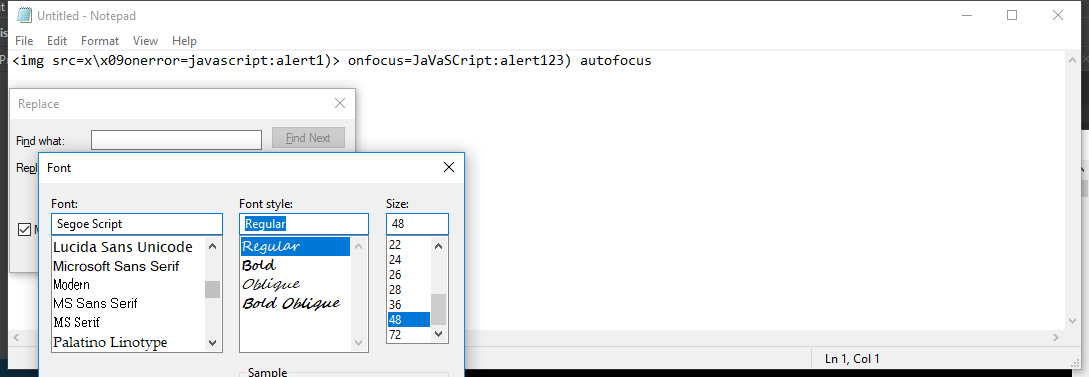 Untitled - Notepad
File Edit Format View Help
<img src=x\x09onerror=javascript:alert1)> onfocus=JaVaSCript:alert123) autofocus
Replace
Find what:
Find Next
Repl
Font
Font: Font style: Size:
Segoe Script Regular 48
Lucida Sans Unicode
Microsoft Sans Serif
Modern
MS Sans Serif
MS Serif
Palatino Linotype
Regular
Bold
Oblique
Bold Oblique
22
24
26
28
36
48
72
Sample
Ln 1, Col 1